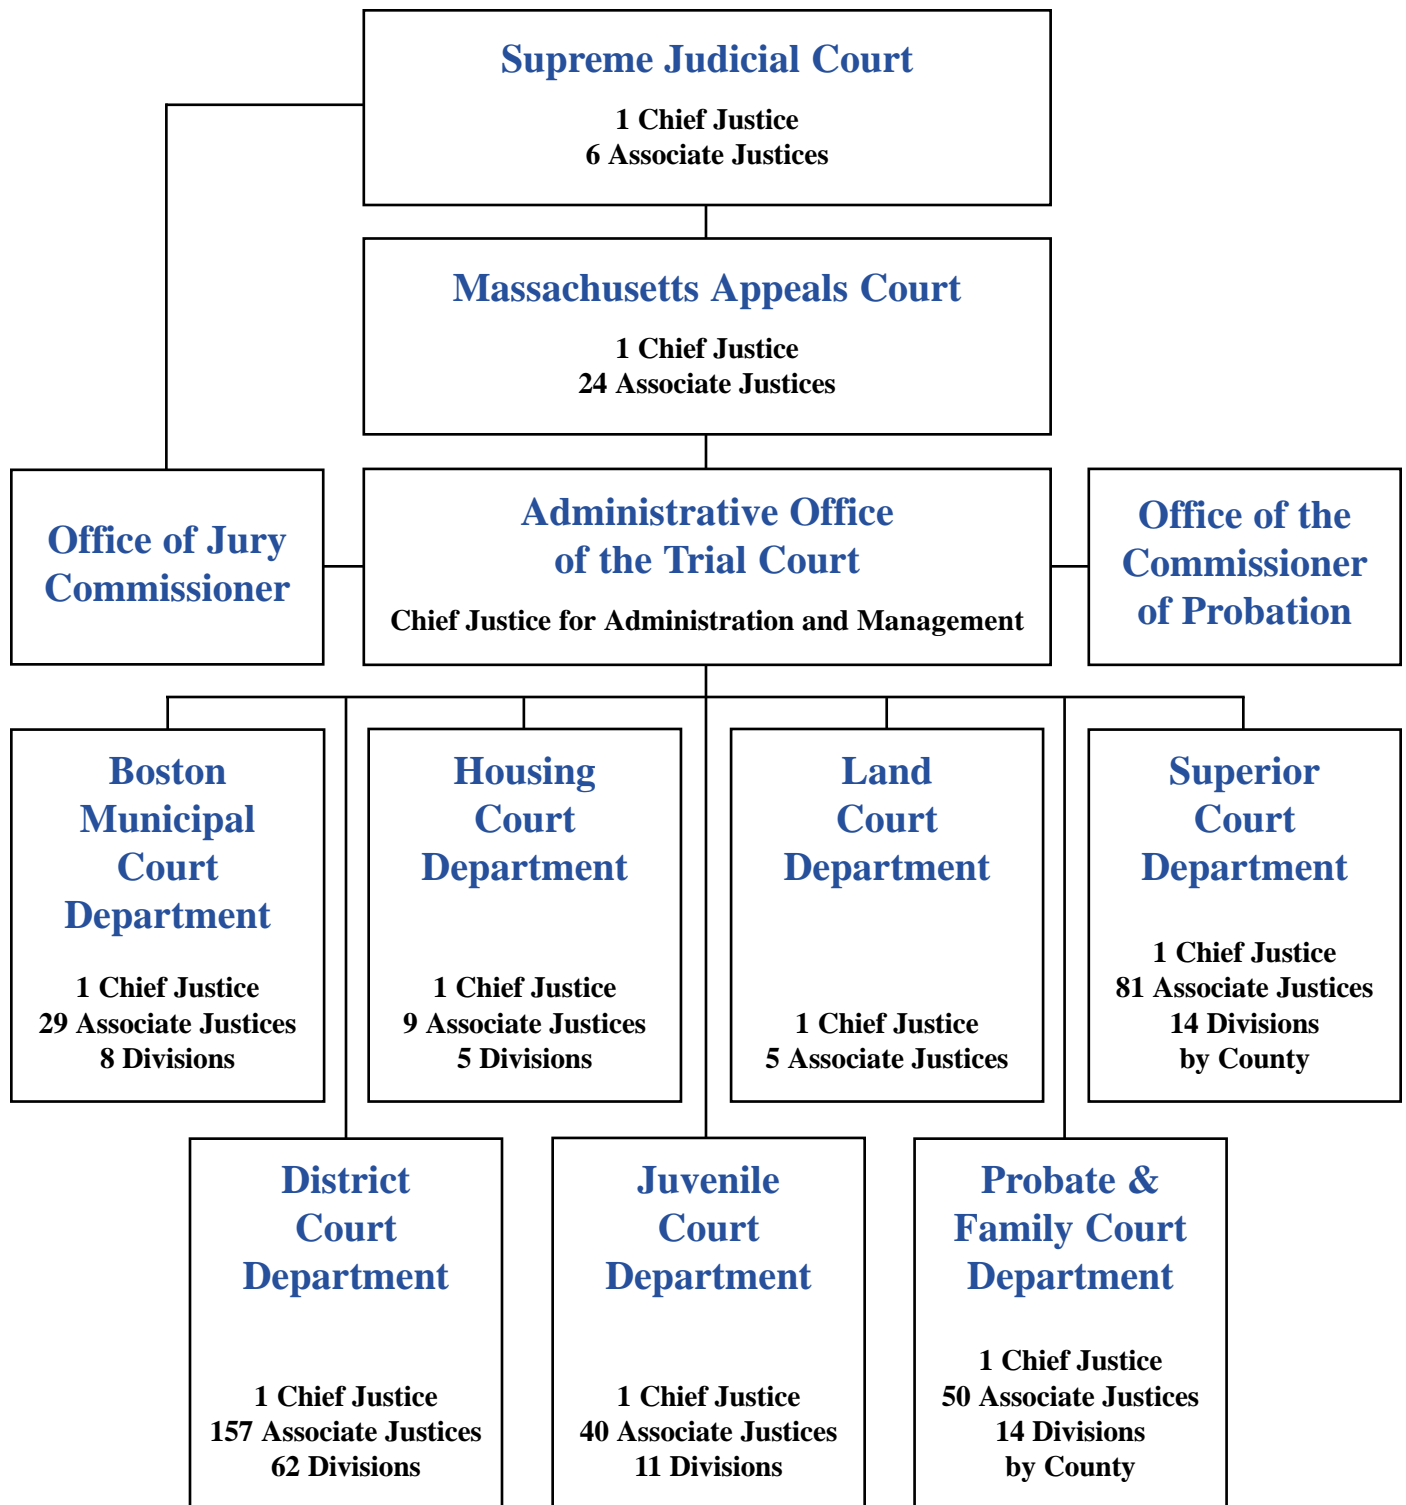 Supreme Judicial Court
1 Chief Justice
6 Associate Justices
Massachusetts Appeals Court
1 Chief Justice
24 Associate Justices
Office of Jury
Commissioner
Administrative Office
of the Trial Court
Chief Justice for Administration and Management
Office of the
Commissioner
of Probation
Boston
Municipal
Court
Department
1 Chief Justice
29 Associate Justices
8 Divisions
Housing
Court
Department
1 Chief Justice
9 Associate Justices
5 Divisions
Land
Court
Department
1 Chief Justice
5 Associate Justices
Superior
Court
Department
1 Chief Justice
81 Associate Justices
14 Divisions
by County
District
Court
Department
1 Chief Justice
157 Associate Justices
62 Divisions
Juvenile
Court
Department
1 Chief Justice
40 Associate Justices
11 Divisions
Probate &
Family Court
Department
1 Chief Justice
50 Associate Justices
14 Divisions
by County